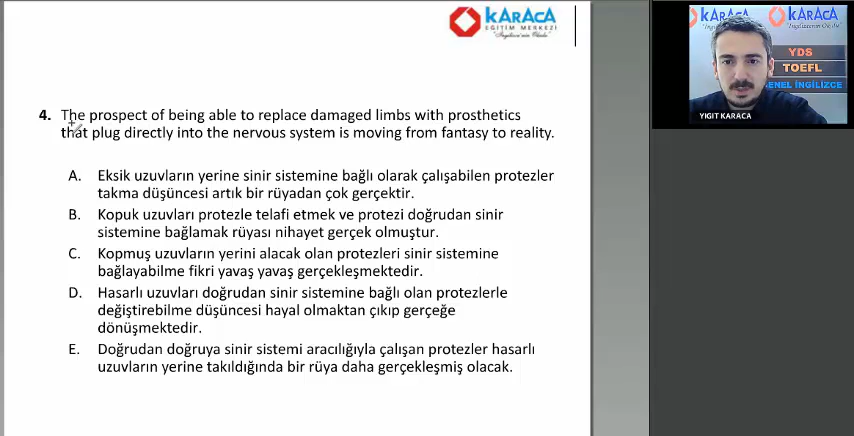 KARACA
EĞİTİM MERKEZİ
"İngilizce'nin Okulu"
4. The prospect of being able to replace damaged limbs with prosthetics
that plug directly into the nervous system is moving from fantasy to reality.
A. Eksik uzuvların yerine sinir sistemine bağlı olarak çalışabilen protezler
takma düşüncesi artık bir rüyadan çok gerçektir.
B. Kopuk uzuvları protezle telafi etmek ve protezi doğrudan sinir
sistemine bağlamak rüyası nihayet gerçek olmuştur.
C. Kopmuş uzuvların yerini alacak olan protezleri sinir sistemine
bağlayabilme fikri yavaş yavaş gerçekleşmektedir.
D. Hasarlı uzuvları doğrudan sinir sistemine bağlı olan protezlerle
değiştirebilme düşüncesi hayal olmaktan çıkıp gerçeğe
dönüşmektedir.
E. Doğrudan doğruya sinir sistemi aracılığıyla çalışan protezler hasarlı
uzuvların yerine takıldığında bir rüya daha gerçekleşmiş olacak.
KARACA
YDS
TOEFL
GENEL İNGİLİZCE
YIGIT KARACA